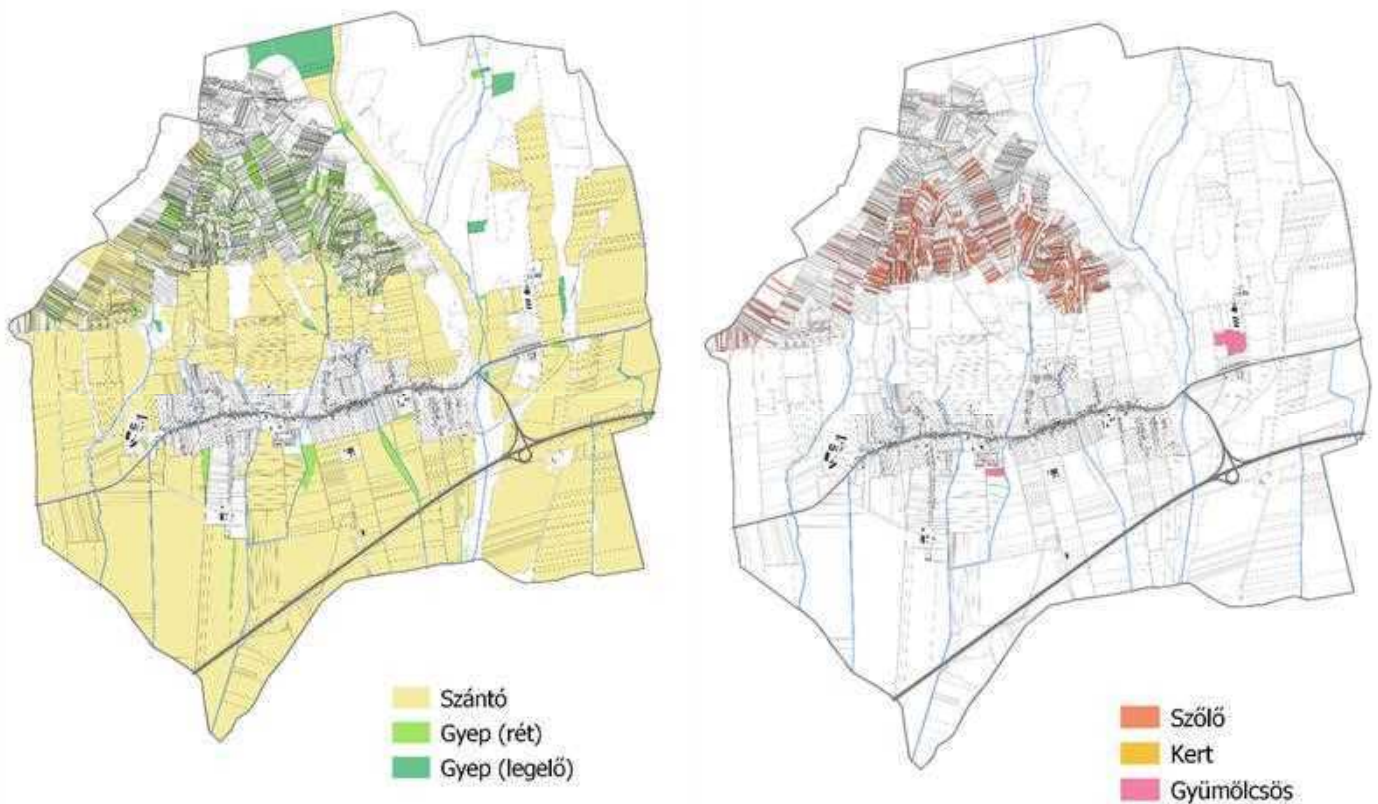 Szántó
Gyep (rét)
Gyep (legelő)
Szőlő
Kert
Gyümölcsös